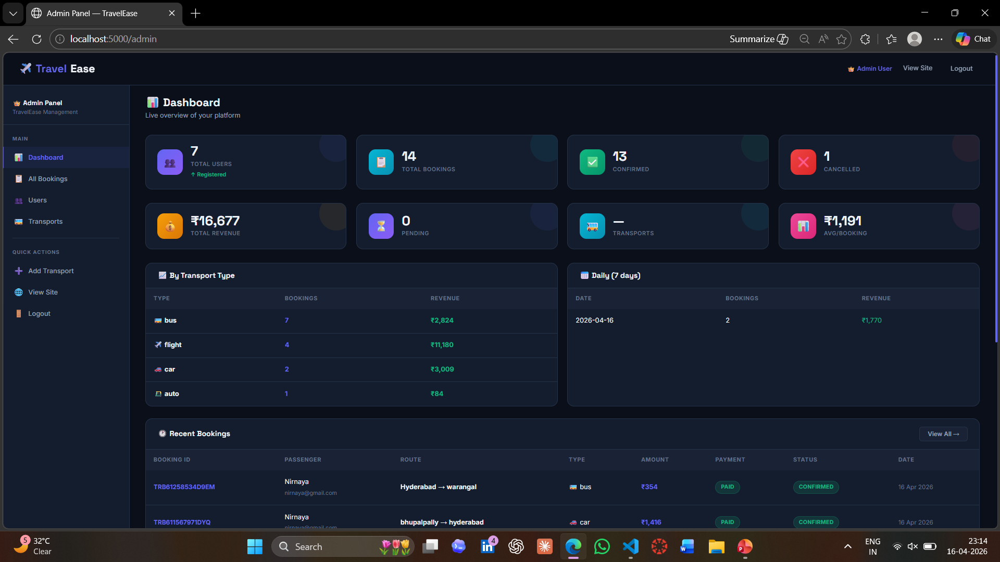 Admin Panel — TravelEase
localhost:5000/admin
Summarize
Chat
Travel Ease
Admin User
View Site
Logout
Admin Panel
TravelEase Management
MAIN
Dashboard
All Bookings
Users
Transports
QUICK ACTIONS
Add Transport
View Site
Logout
Dashboard
Live overview of your platform
7
TOTAL USERS
↑ Registered
14
TOTAL BOOKINGS
13
CONFIRMED
1
CANCELLED
₹16,677
TOTAL REVENUE
0
PENDING
—
TRANSPORTS
₹1,191
AVG/BOOKING
By Transport Type
TYPE BOOKINGS REVENUE
bus 7 ₹2,824
flight 4 ₹11,180
car 2 ₹3,009
auto 1 ₹84
Daily (7 days)
DATE BOOKINGS REVENUE
2026-04-16 2 ₹1,770
Recent Bookings
View All →
BOOKING ID PASSENGER ROUTE TYPE AMOUNT PAYMENT STATUS DATE
TRB61258534D9EM Nirnaya Hyderabad → warangal bus ₹354 PAID CONFIRMED 16 Apr 2026
nirnaya@gmail.com
TRB611567971DYQ Nirnaya bhupalpally → hyderabad car ₹1,416 PAID CONFIRMED 16 Apr 2026
nirnaya@gmail.com
5
32°C
Clear
Search
4
ENG
IN
23:14
16-04-2026